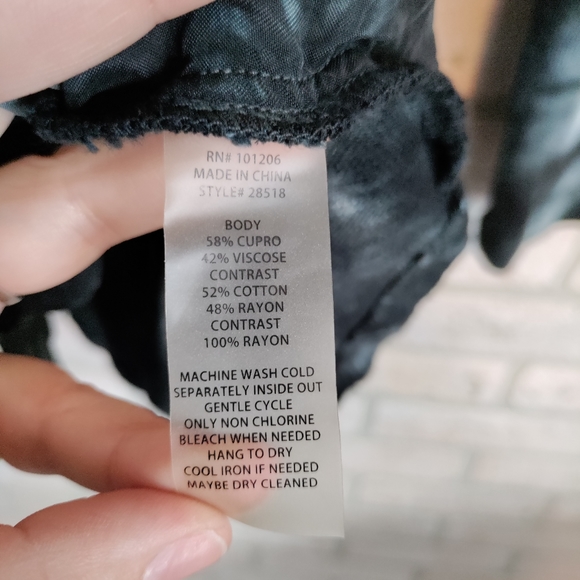 RN# 101206
MADE IN CHINA
STYLE# 28518
BODY
58% CUPRO
42% VISCOSE
CONTRAST
52% COTTON
48% RAYON
CONTRAST
100% RAYON
MACHINE WASH COLD
SEPARATELY INSIDE OUT
GENTLE CYCLE
ONLY NON CHLORINE
BLEACH WHEN NEEDED
HANG TO DRY
COOL IRON IF NEEDED
MAYBE DRY CLEANED